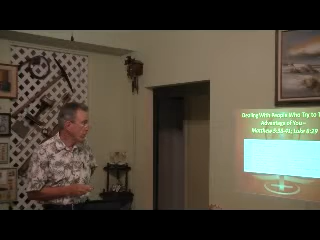 Dealing With People Who Try to T
Advantage of You--
Matthew 5:38-41; Luke 6:29